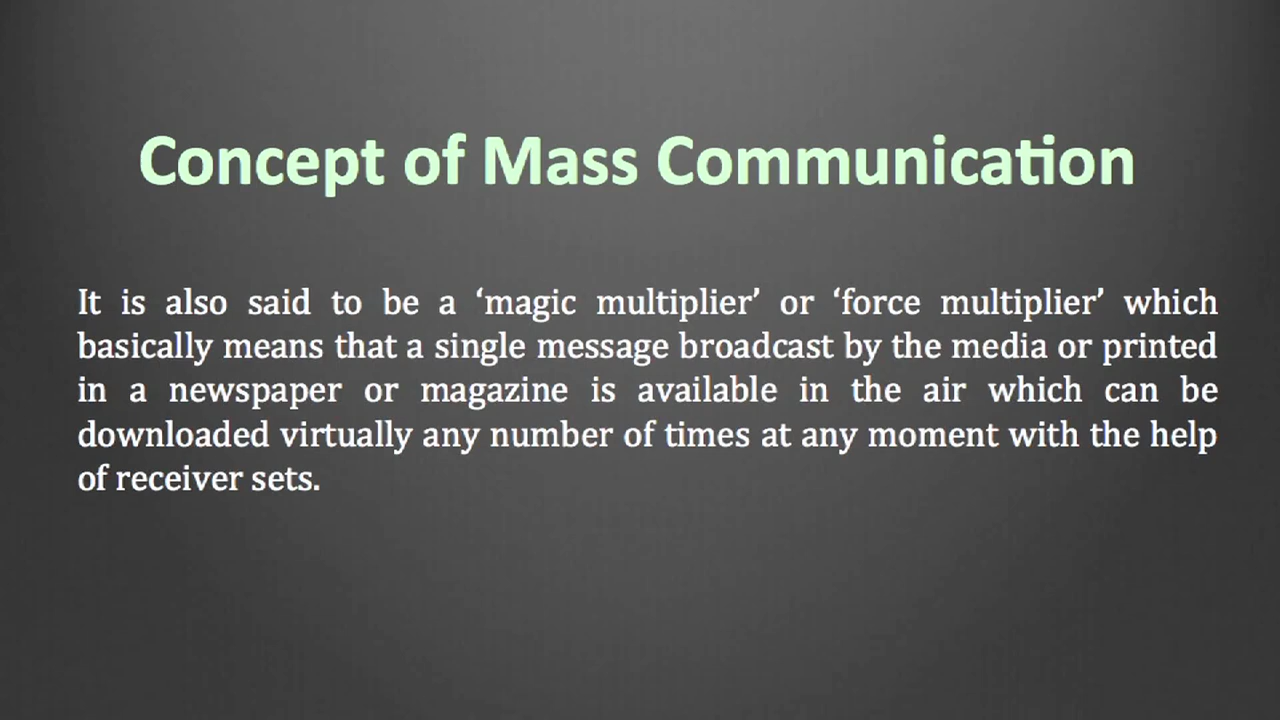 Concept of Mass Communication
It is also said to be a ‘magic multiplier’ or ‘force multiplier’ which
basically means that a single message broadcast by the media or printed
in a newspaper or magazine is available in the air which can be
downloaded virtually any number of times at any moment with the help
of receiver sets.